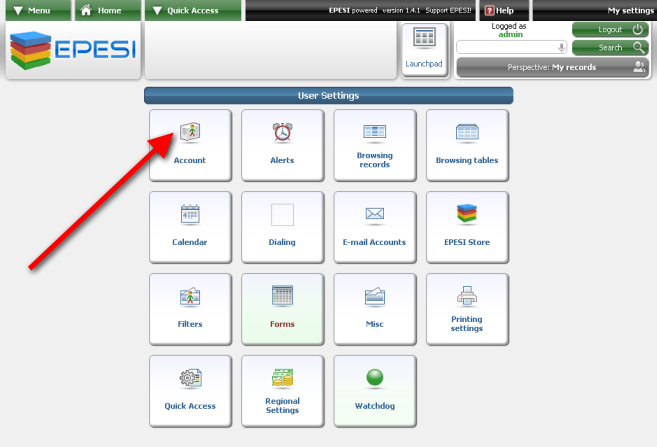 Menu Home Quick Access EPESI powered version 1.4.1 Support EPESI! ? Help My settings
EPESI
Logged as
admin
Logout
Search
Launchpad
Perspective: My records
User Settings
Account Alerts Browsing records Browsing tables
Calendar Dialing E-mail Accounts EPESI Store
Filters Forms Misc Printing settings
Quick Access Regional Settings Watchdog